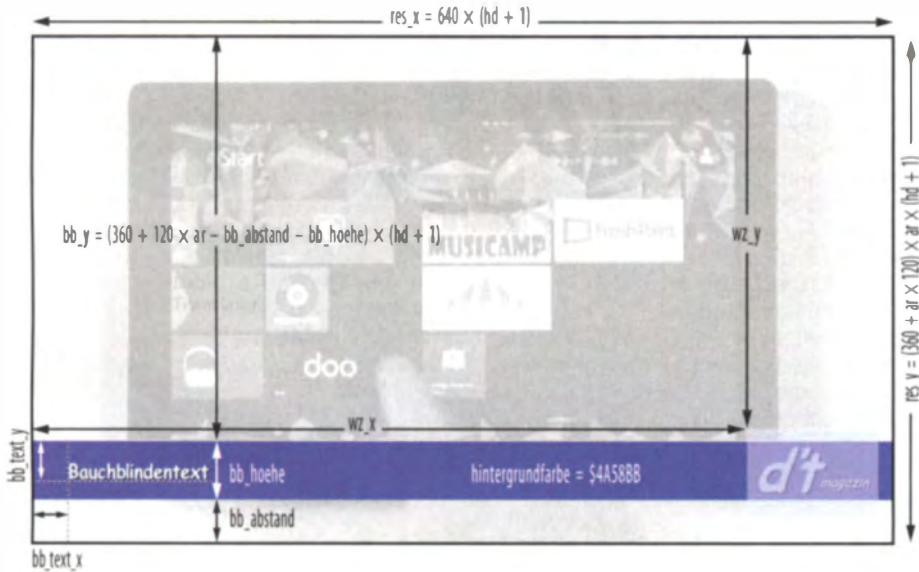 res_x = 640 × (hd + 1)
Start
bb_y = (360 + 120 × ar – bb_abstand – bb_hoehe) × (hd + 1)
MUSICAMP
freshPaint
wz_y
res_y = (360 + 120 × ar) × (hd + 1)
doo
wz_x
bb_text_y
Bauchblindentext
bb_hoehe
hintergrundfarbe = $4A58BB
magazin
bb_abstand
bb_text_x